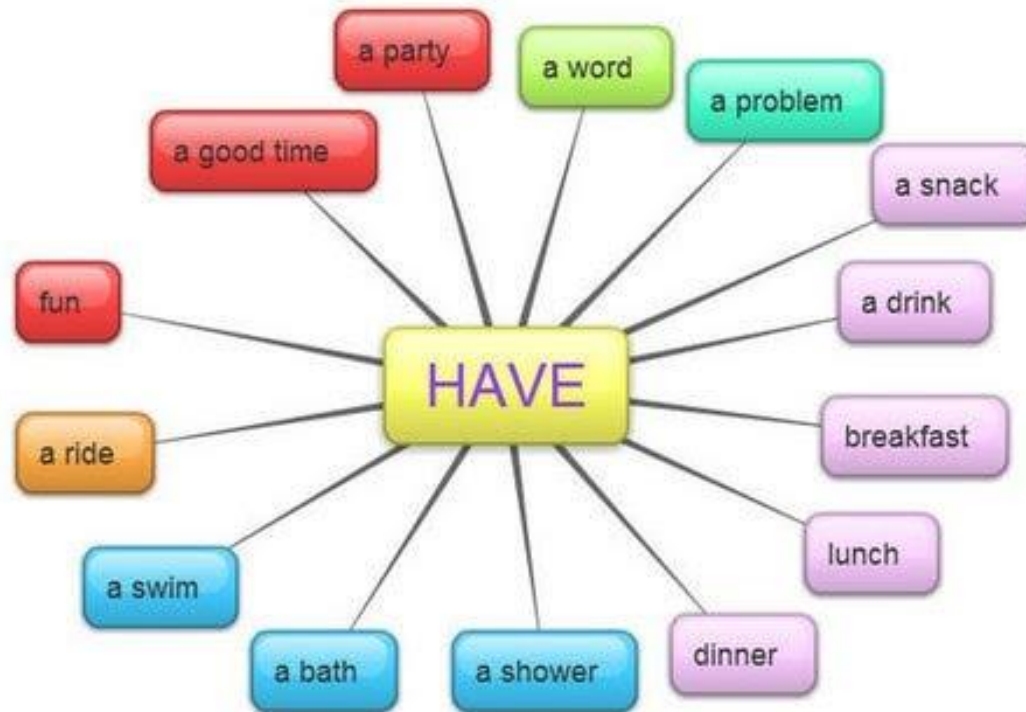 a party
a word
a problem
a good time
a snack
fun
a drink
HAVE
a ride
breakfast
lunch
a swim
a bath
a shower
dinner